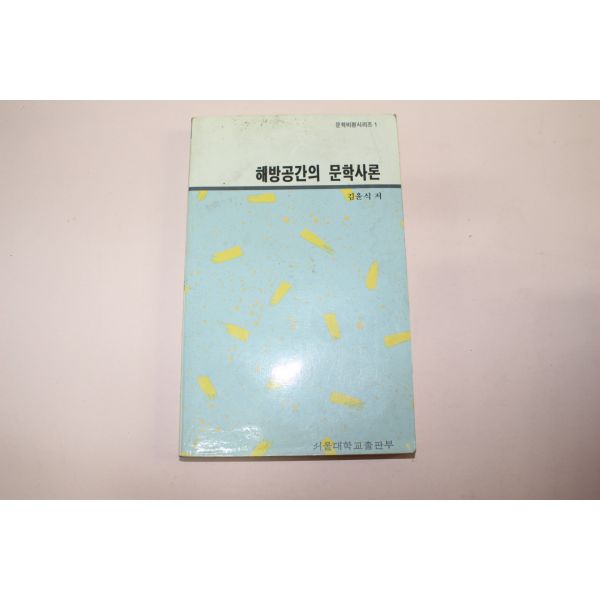 문학비평시리즈 1
해방공간의 문학사론
김윤식 저
서울대학교출판부